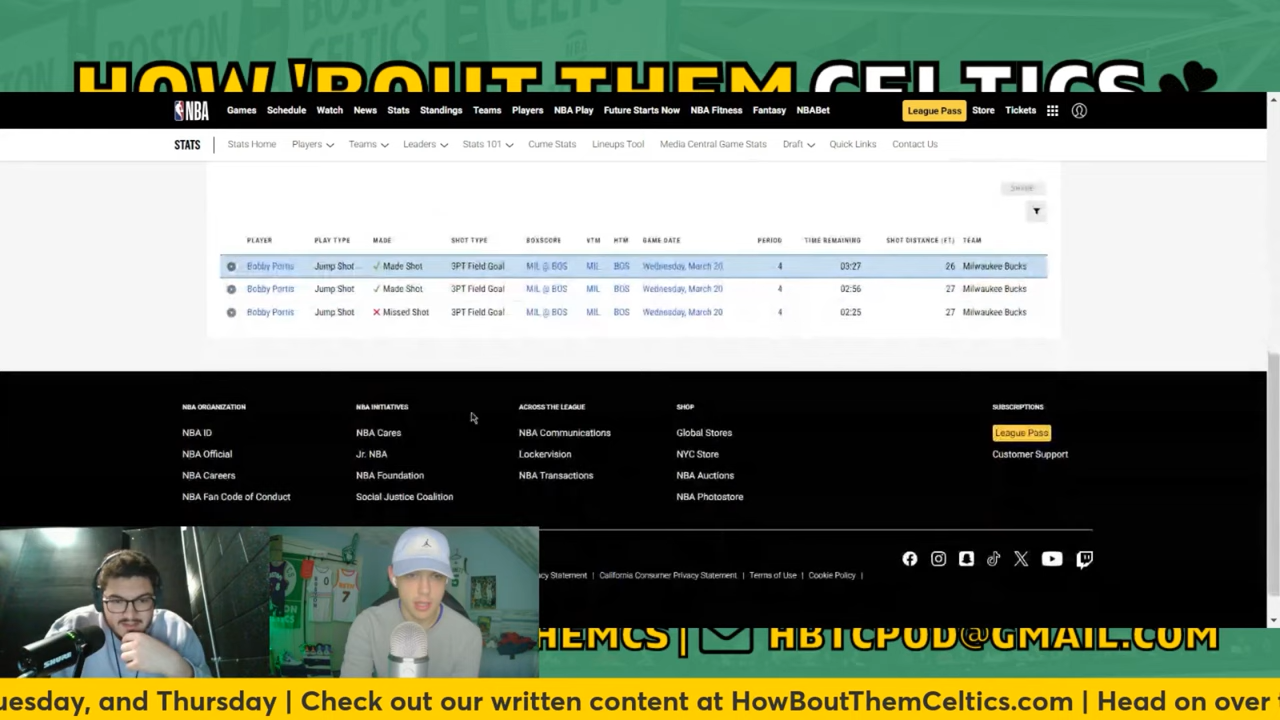 BOSTON
BOSTON
CELTICS
CELTIC
HOW 'BOUT THEM CELTICS
NBA Games Schedule Watch News Stats Standings Teams Players NBA Play Future Starts Now NBA Fitness Fantasy NBABet League Pass Store Tickets
STATS Stats Home Players Teams Leaders Stats 101 Cume Stats Lineups Tool Media Central Game Stats Draft Quick Links Contact Us
SHARE
PLAYER PLAY TYPE MADE SHOT TYPE BOXSCORE VTM HTM GAME DATE PERIOD TIME REMAINING SHOT DISTANCE (FT) TEAM
Bobby Portis Jump Shot Made Shot 3PT Field Goal MIL @ BOS MIL BOS Wednesday, March 20 4 03:27 26 Milwaukee Bucks
Bobby Portis Jump Shot Made Shot 3PT Field Goal MIL @ BOS MIL BOS Wednesday, March 20 4 02:56 27 Milwaukee Bucks
Bobby Portis Jump Shot Missed Shot 3PT Field Goal MIL @ BOS MIL BOS Wednesday, March 20 4 02:25 27 Milwaukee Bucks
NBA ORGANIZATION NBA INITIATIVES ACROSS THE LEAGUE SHOP SUBSCRIPTIONS
NBA ID NBA Cares NBA Communications Global Stores League Pass
NBA Official Jr. NBA Lockervision NYC Store Customer Support
NBA Careers NBA Foundation NBA Transactions NBA Auctions
NBA Fan Code of Conduct Social Justice Coalition NBA Photostore
cy Statement | California Consumer Privacy Statement | Terms of Use | Cookie Policy |
HEMCS | HBTCPOD@GMAIL.COM
uesday, and Thursday | Check out our written content at HowBoutThemCeltics.com | Head on over t